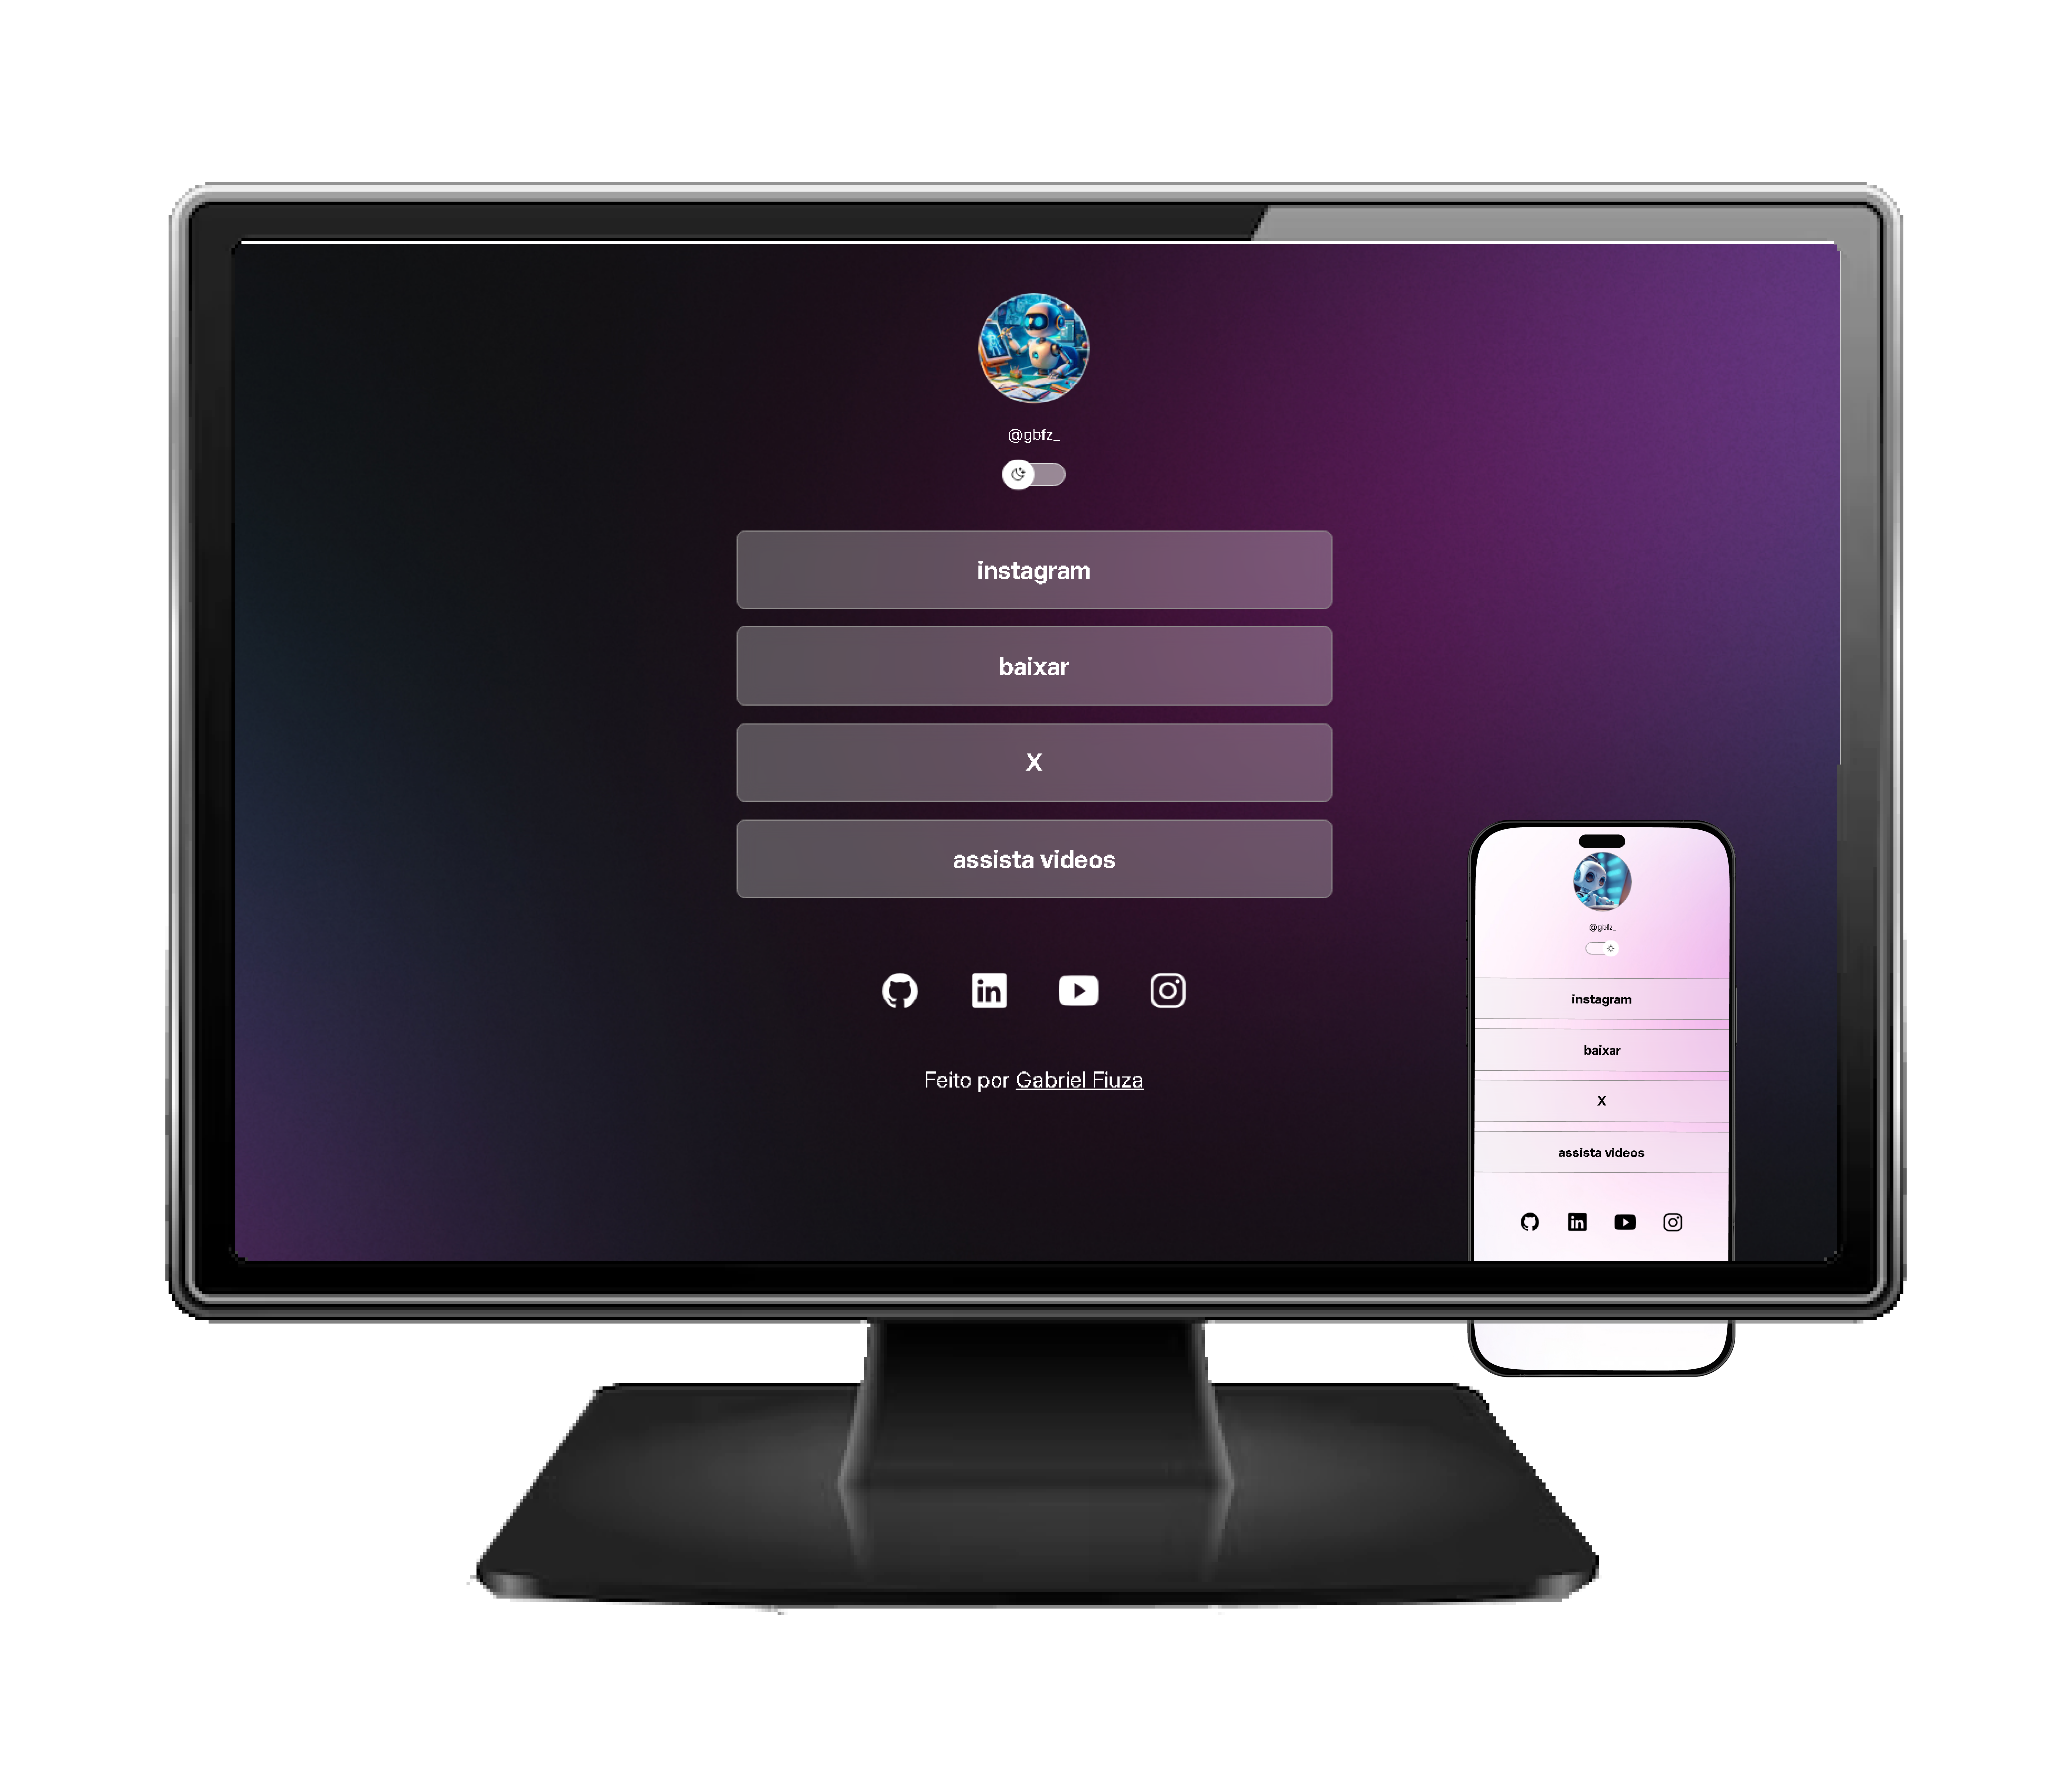 @gbfz_
instagram
baixar
X
assista videos
Feito por Gabriel Fiuza
@gbfz_
instagram
baixar
X
assista videos